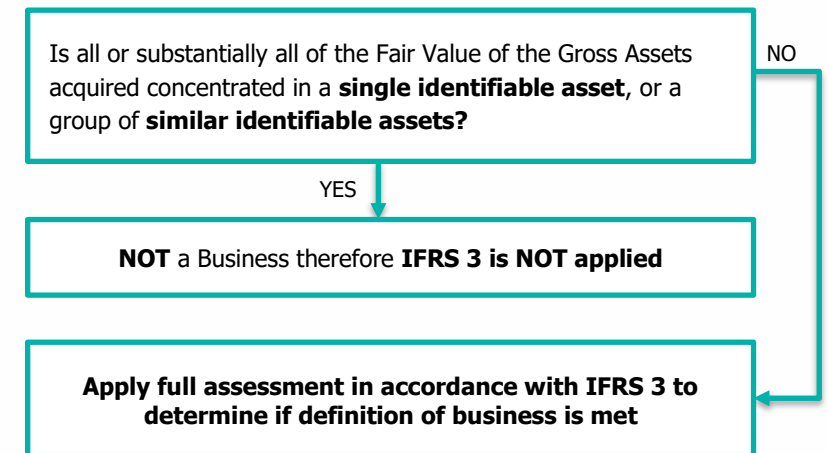 Is all or substantially all of the Fair Value of the Gross Assets
acquired concentrated in a single identifiable asset, or a
group of similar identifiable assets?
NO
YES
NOT a Business therefore IFRS 3 is NOT applied
Apply full assessment in accordance with IFRS 3 to
determine if definition of business is met